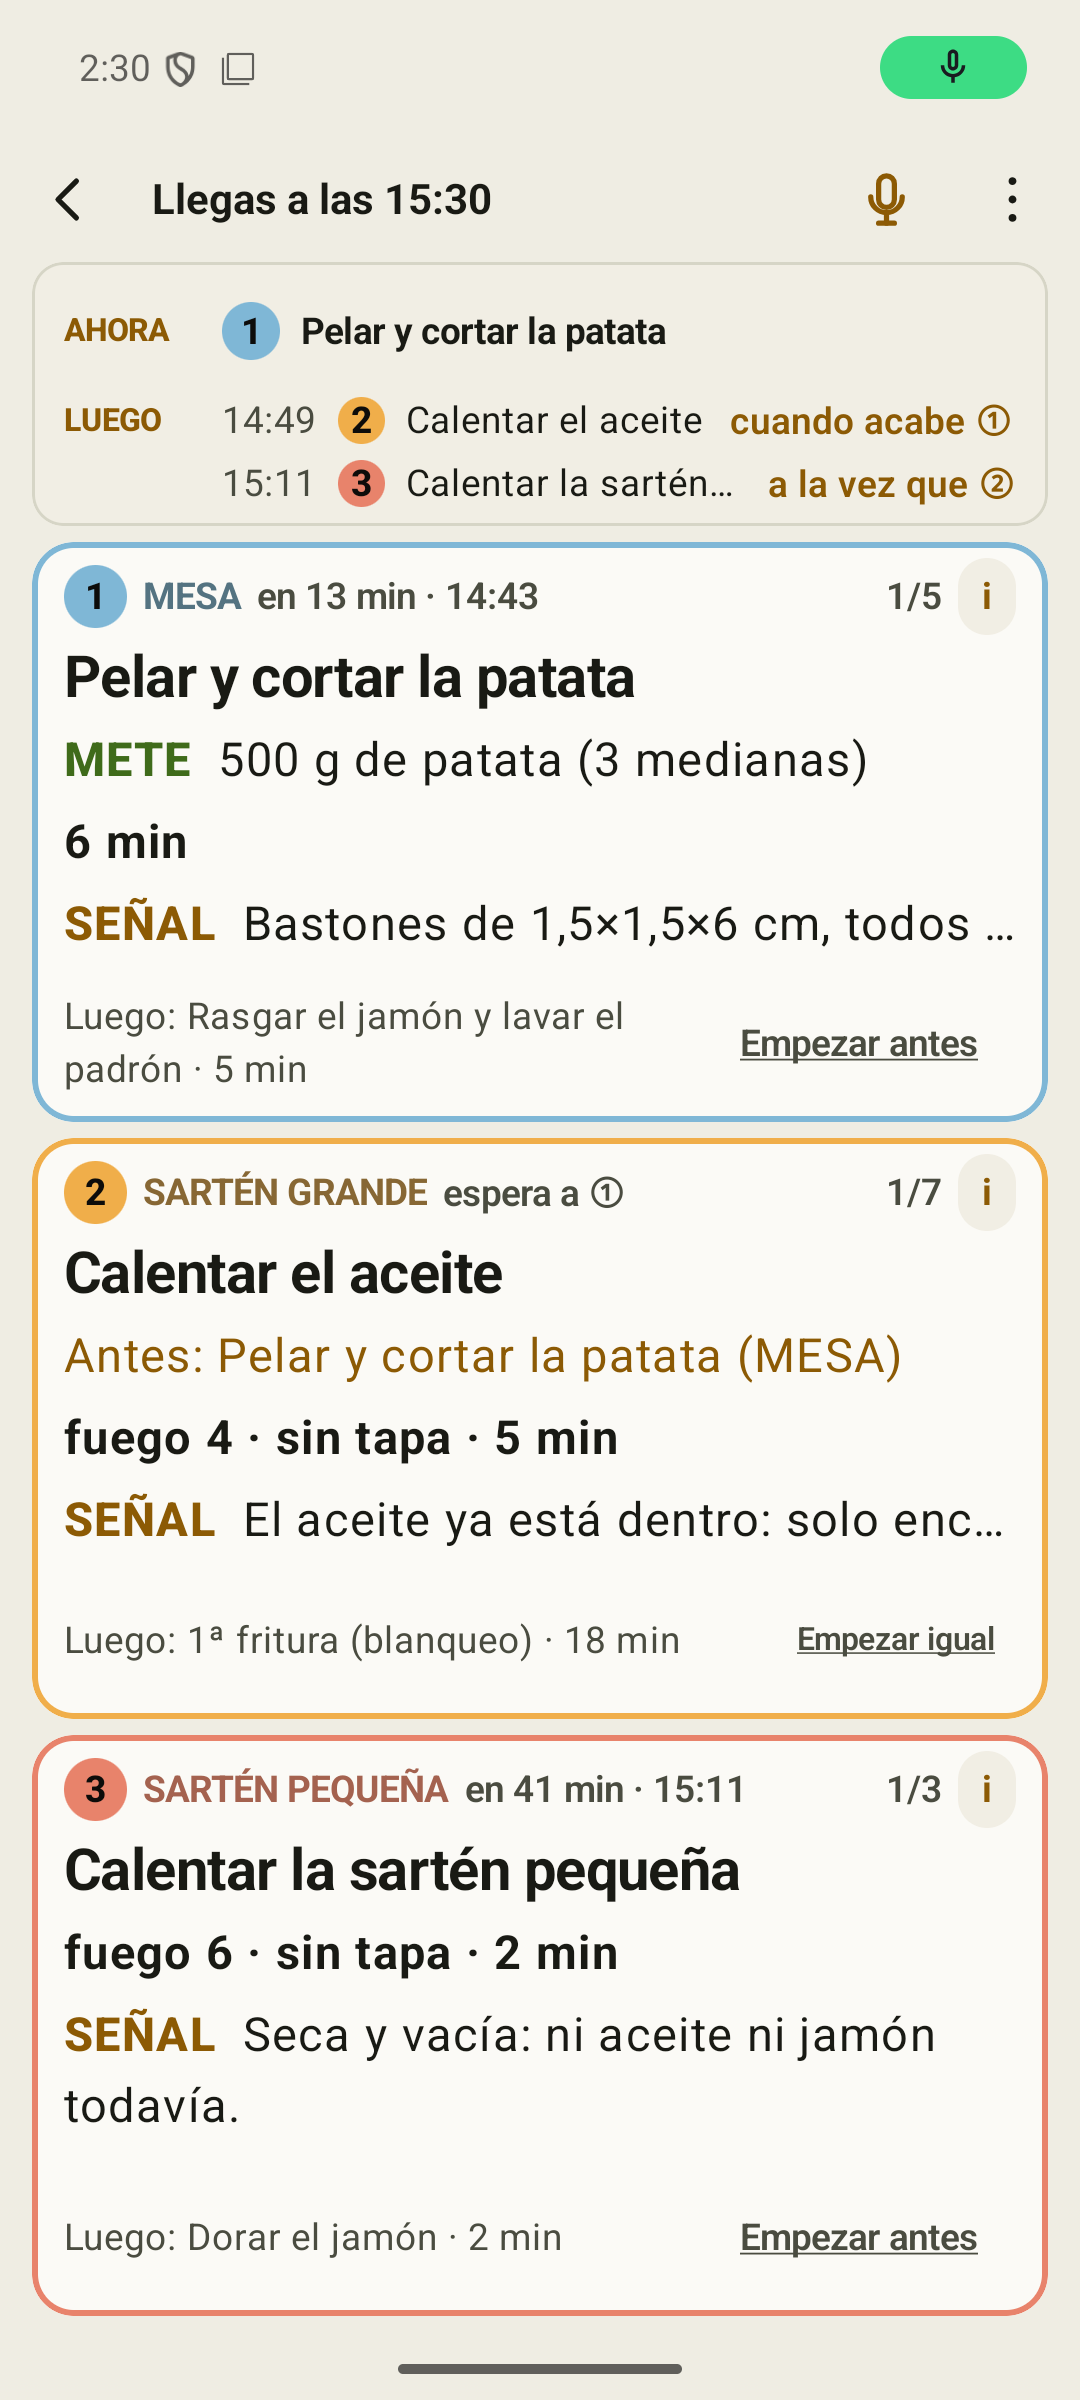 2:30
Llegas a las 15:30
AHORA 1 Pelar y cortar la patata
LUEGO 14:49 2 Calentar el aceite cuando acabe ①
15:11 3 Calentar la sartén... a la vez que ②
1 MESA en 13 min · 14:43 1/5 i
Pelar y cortar la patata
METE 500 g de patata (3 medianas)
6 min
SEÑAL Bastones de 1,5×1,5×6 cm, todos ...
Luego: Rasgar el jamón y lavar el
padrón · 5 min
Empezar antes
2 SARTÉN GRANDE espera a ① 1/7 i
Calentar el aceite
Antes: Pelar y cortar la patata (MESA)
fuego 4 · sin tapa · 5 min
SEÑAL El aceite ya está dentro: solo enc...
Luego: 1ª fritura (blanqueo) · 18 min Empezar igual
3 SARTÉN PEQUEÑA en 41 min · 15:11 1/3 i
Calentar la sartén pequeña
fuego 6 · sin tapa · 2 min
SEÑAL Seca y vacía: ni aceite ni jamón
todavía.
Luego: Dorar el jamón · 2 min Empezar antes